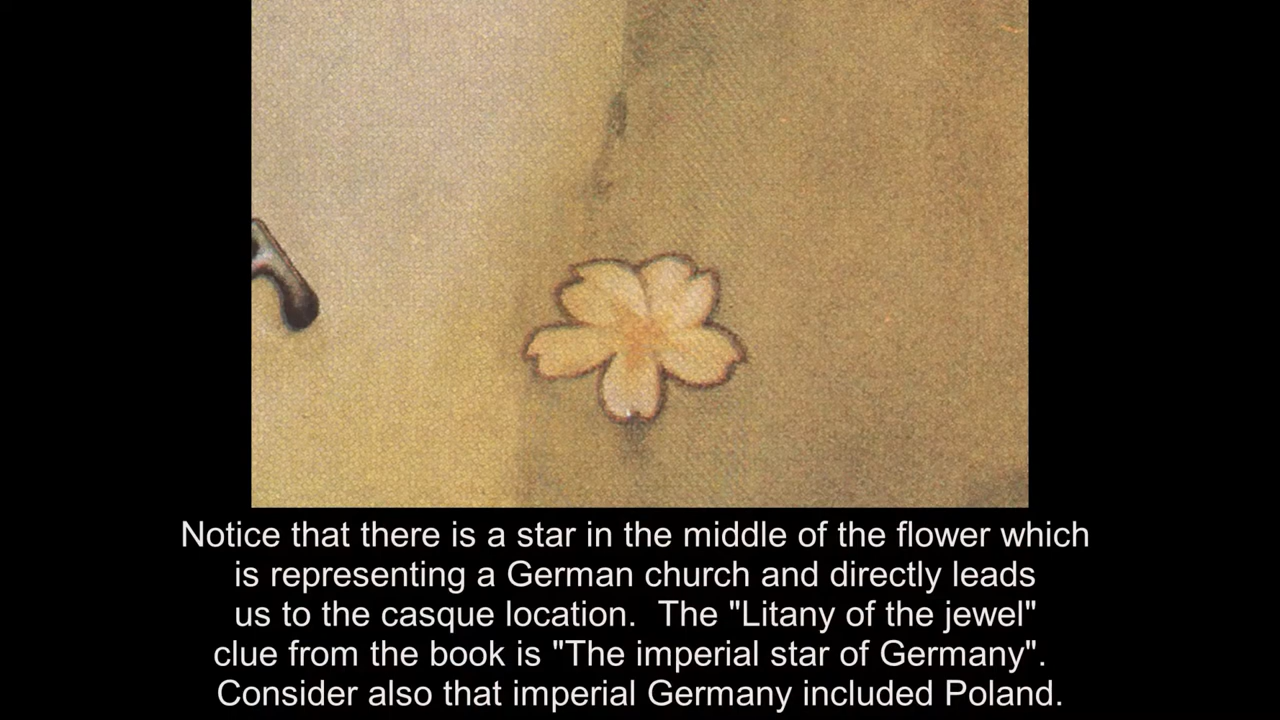 Notice that there is a star in the middle of the flower which
is representing a German church and directly leads
us to the casque location.  The "Litany of the jewel"
clue from the book is "The imperial star of Germany".
Consider also that imperial Germany included Poland.